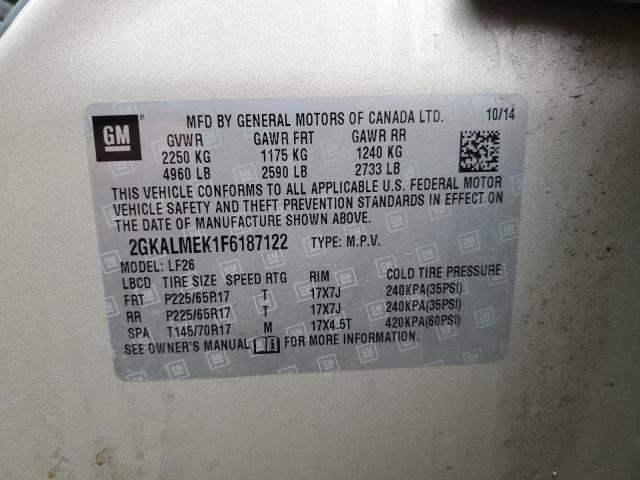 GM
MFD BY GENERAL MOTORS OF CANADA LTD. 10/14
GVWR GAWR FRT GAWR RR
2250 KG 1175 KG 1240 KG
4960 LB 2590 LB 2733 LB
THIS VEHICLE CONFORMS TO ALL APPLICABLE U.S. FEDERAL MOTOR
VEHICLE SAFETY AND THEFT PREVENTION STANDARDS IN EFFECT ON
THE DATE OF MANUFACTURE SHOWN ABOVE.
2GKALMEK1F6187122 TYPE: M.P.V.
MODEL: LF26
LBCD TIRE SIZE SPEED RTG RIM COLD TIRE PRESSURE
FRT P225/65R17 T 17X7J 240KPA(35PSI)
RR P225/65R17 T 17X7J 240KPA(35PSI)
SPA T145/70R17 M 17X4.5T 420KPA(60PSI)
SEE OWNER'S MANUAL FOR MORE INFORMATION.